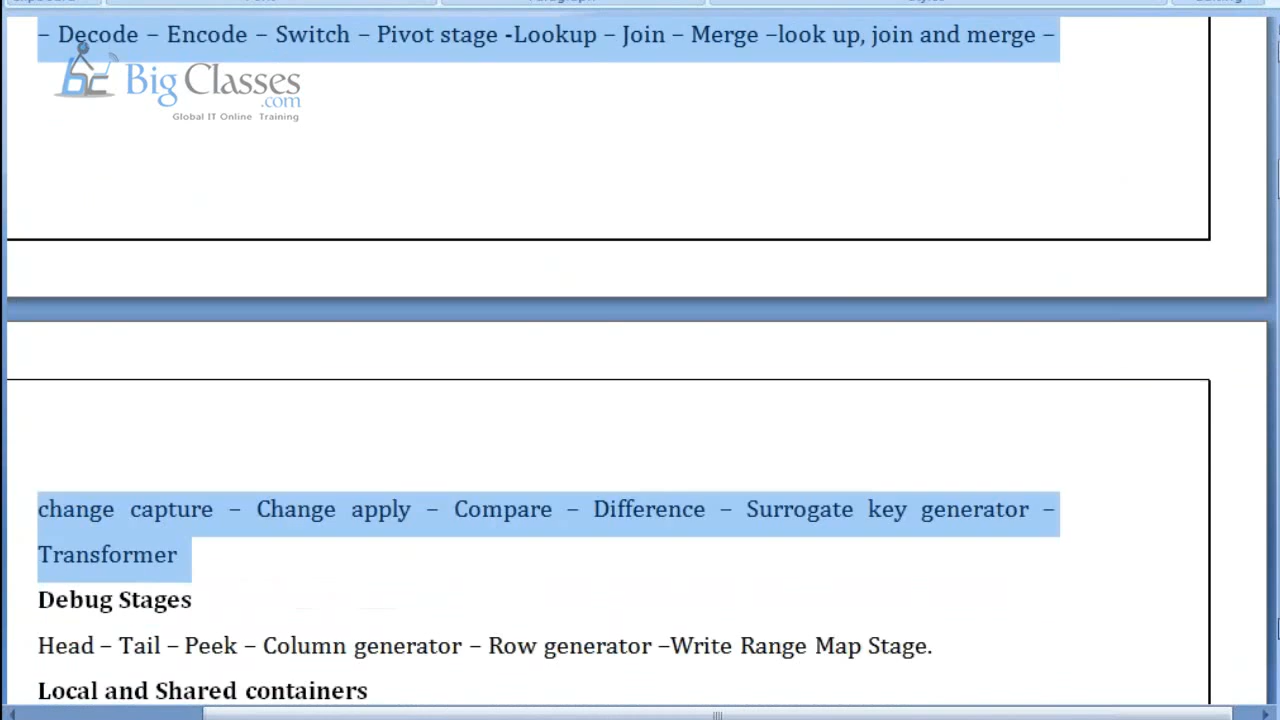 – Decode – Encode – Switch – Pivot stage -Lookup – Join – Merge –look up, join and merge –
bc Big Classes
.com
Global IT Online Training
change capture – Change apply – Compare – Difference – Surrogate key generator –
Transformer
Debug Stages
Head – Tail – Peek – Column generator – Row generator –Write Range Map Stage.
Local and Shared containers